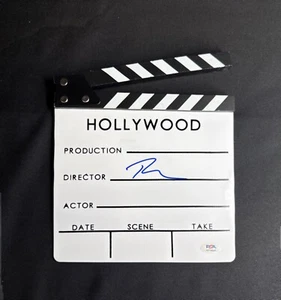 HOLLYWOOD
PRODUCTION
DIRECTOR
ACTOR
DATE SCENE TAKE